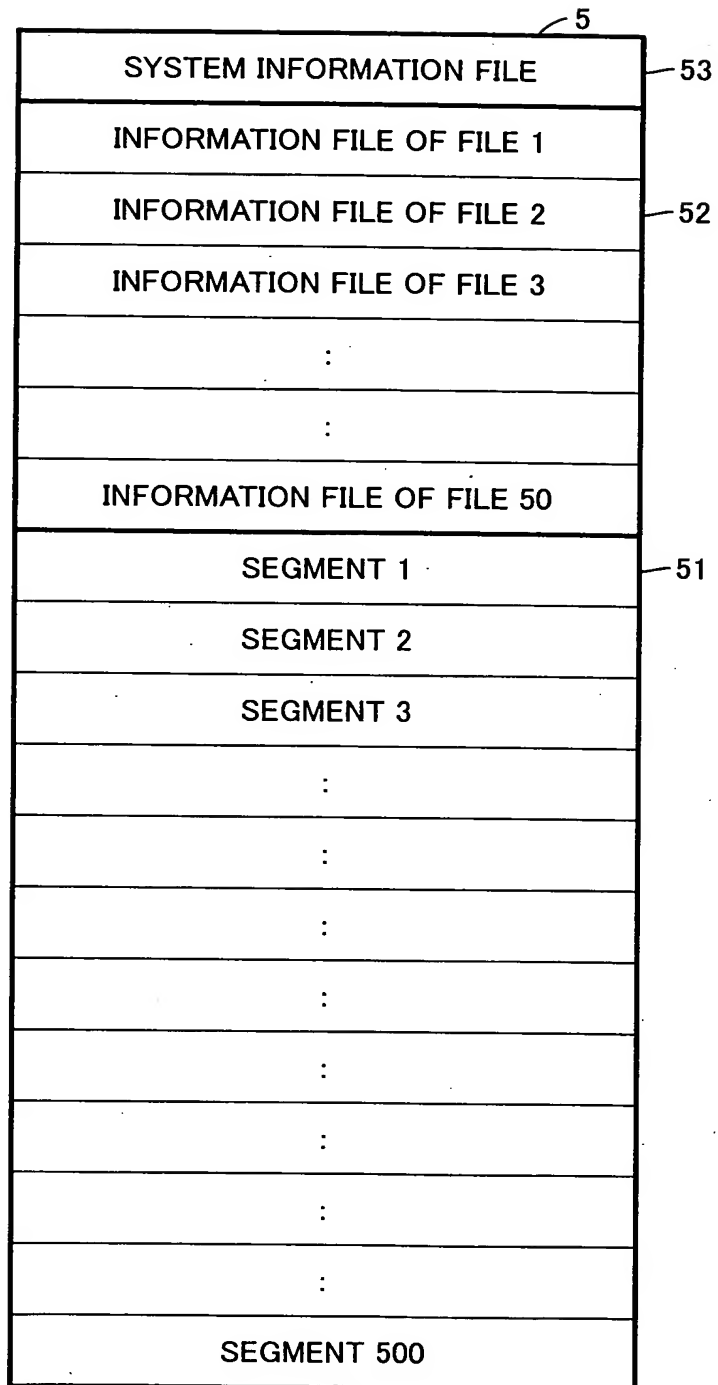 5
SYSTEM INFORMATION FILE 53
INFORMATION FILE OF FILE 1
INFORMATION FILE OF FILE 2 52
INFORMATION FILE OF FILE 3
:
:
INFORMATION FILE OF FILE 50
SEGMENT 1 51
SEGMENT 2
SEGMENT 3
:
:
:
:
:
:
:
:
SEGMENT 500